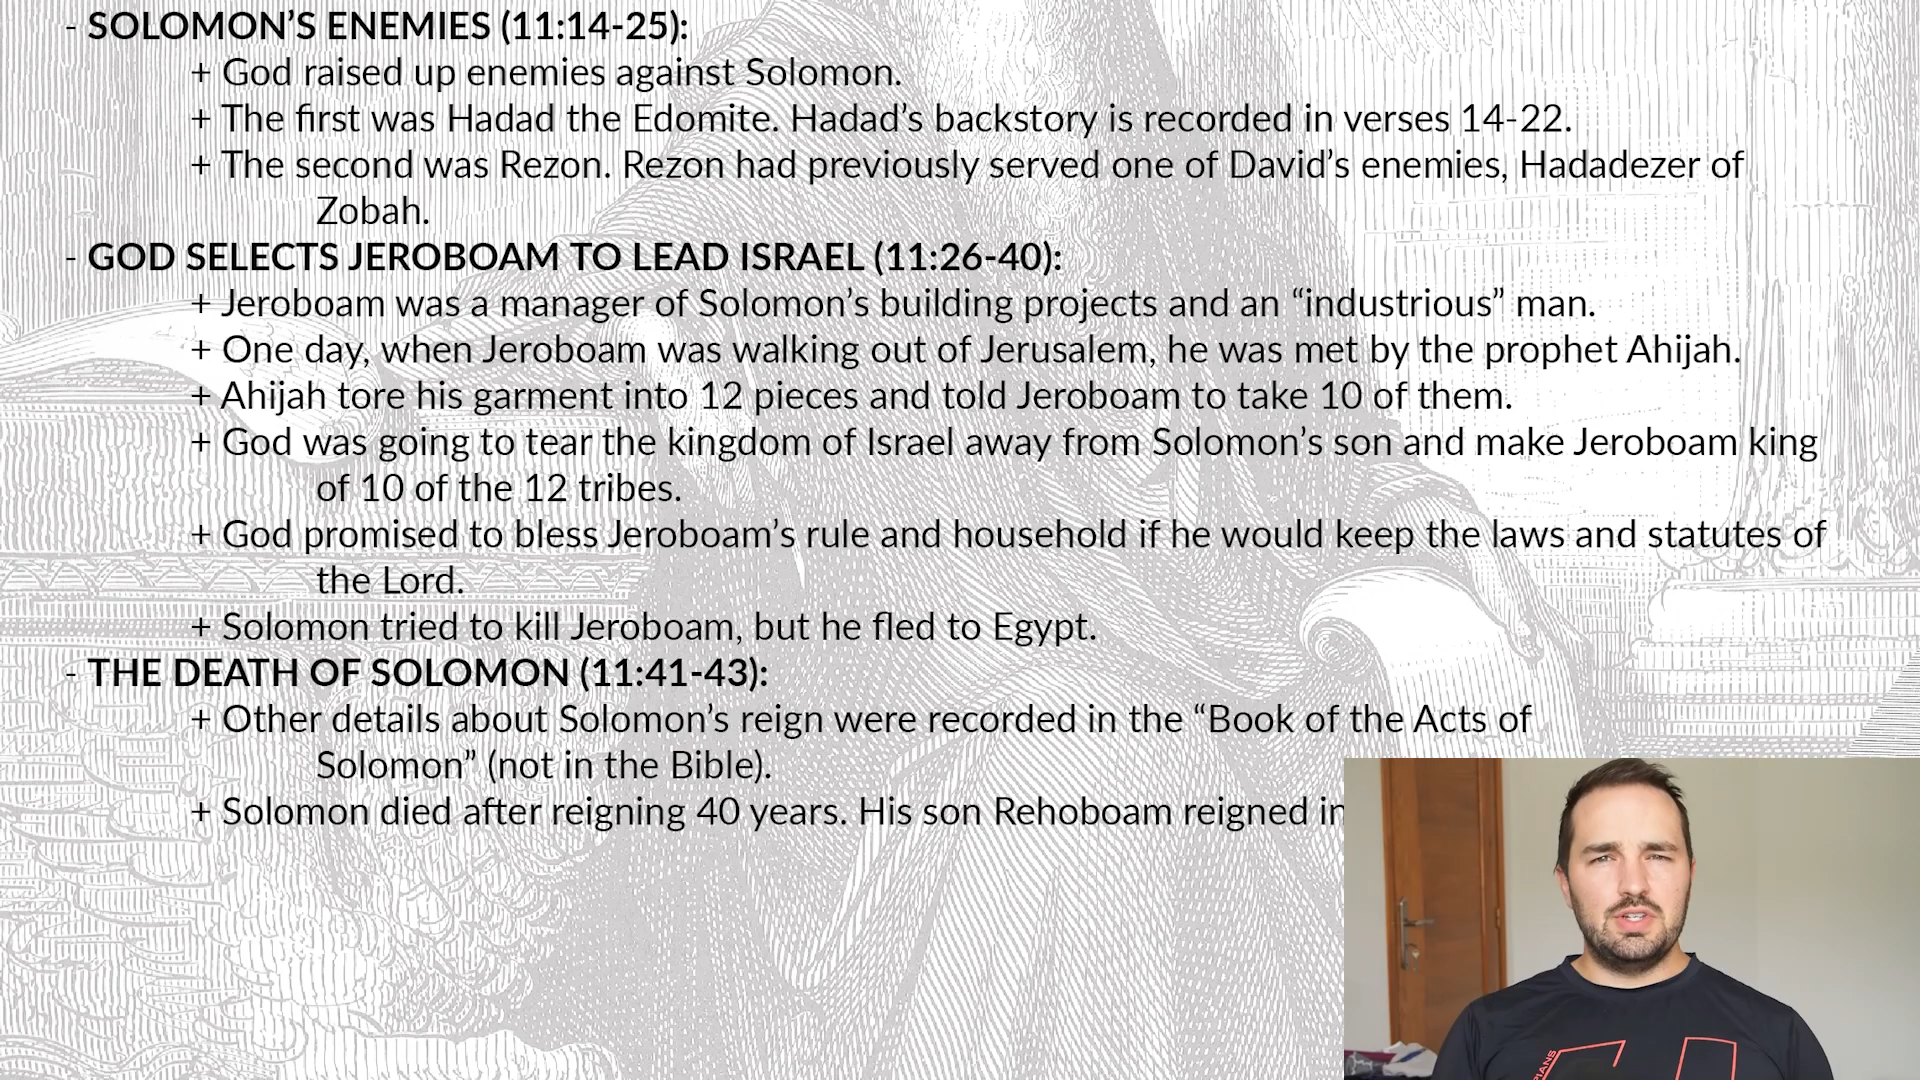 - SOLOMON’S ENEMIES (11:14-25):
+ God raised up enemies against Solomon.
+ The first was Hadad the Edomite. Hadad’s backstory is recorded in verses 14-22.
+ The second was Rezon. Rezon had previously served one of David’s enemies, Hadadezer of
Zobah.
- GOD SELECTS JEROBOAM TO LEAD ISRAEL (11:26-40):
+ Jeroboam was a manager of Solomon’s building projects and an “industrious” man.
+ One day, when Jeroboam was walking out of Jerusalem, he was met by the prophet Ahijah.
+ Ahijah tore his garment into 12 pieces and told Jeroboam to take 10 of them.
+ God was going to tear the kingdom of Israel away from Solomon’s son and make Jeroboam king
of 10 of the 12 tribes.
+ God promised to bless Jeroboam’s rule and household if he would keep the laws and statutes of
the Lord.
+ Solomon tried to kill Jeroboam, but he fled to Egypt.
- THE DEATH OF SOLOMON (11:41-43):
+ Other details about Solomon’s reign were recorded in the “Book of the Acts of
Solomon” (not in the Bible).
+ Solomon died after reigning 40 years. His son Rehoboam reigned in